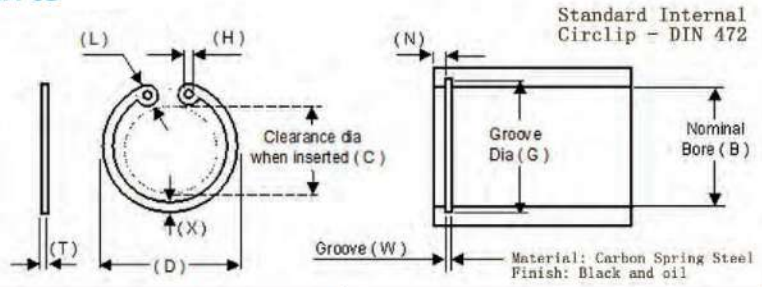 Standard Internal
Circlip - DIN 472
(L)
(H)
(N)
Clearance dia
when inserted (C)
Groove
Dia (G)
Nominal
Bore (B)
(X)
(T)
(D)
Groove (W)
Material: Carbon Spring Steel
Finish: Black and oil